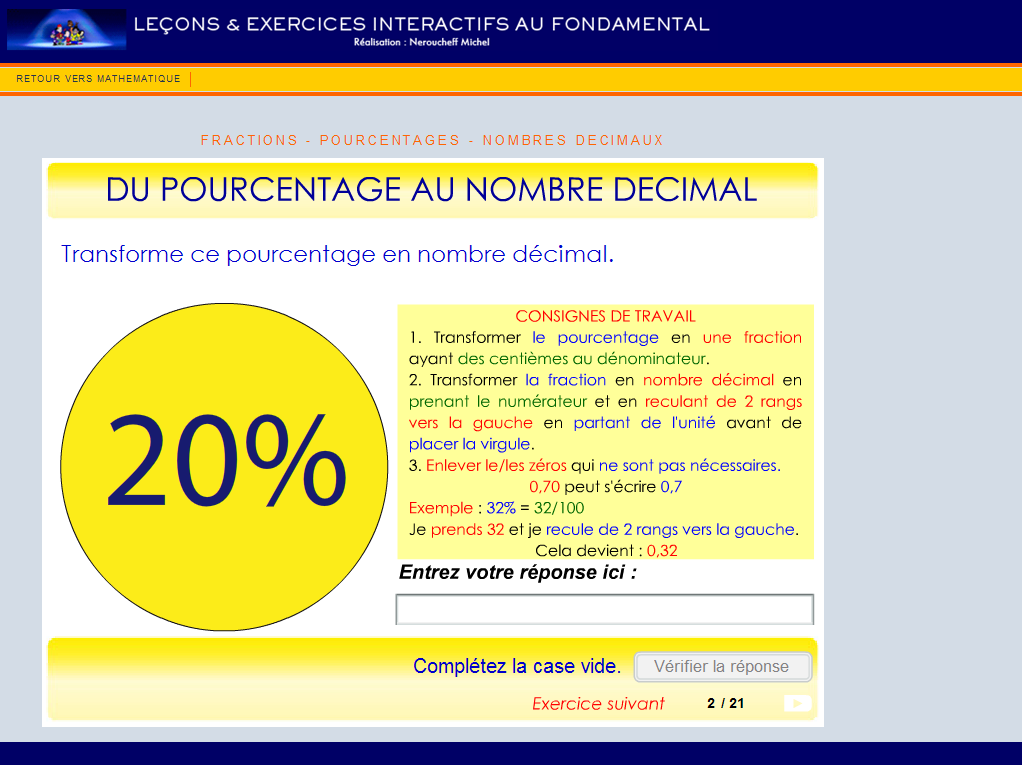 LEÇONS & EXERCICES INTERACTIFS AU FONDAMENTAL
Réalisation : Neroucheff Michel
RETOUR VERS MATHEMATIQUE
FRACTIONS - POURCENTAGES - NOMBRES DECIMAUX
DU POURCENTAGE AU NOMBRE DECIMAL
Transforme ce pourcentage en nombre décimal.
20%
CONSIGNES DE TRAVAIL
1. Transformer le pourcentage en une fraction
ayant des centièmes au dénominateur.
2. Transformer la fraction en nombre décimal en
prenant le numérateur et en reculant de 2 rangs
vers la gauche en partant de l'unité avant de
placer la virgule.
3. Enlever le/les zéros qui ne sont pas nécessaires.
0,70 peut s'écrire 0,7
Exemple : 32% = 32/100
Je prends 32 et je recule de 2 rangs vers la gauche.
Cela devient : 0,32
Entrez votre réponse ici :
Complétez la case vide.
Vérifier la réponse
Exercice suivant
2 / 21